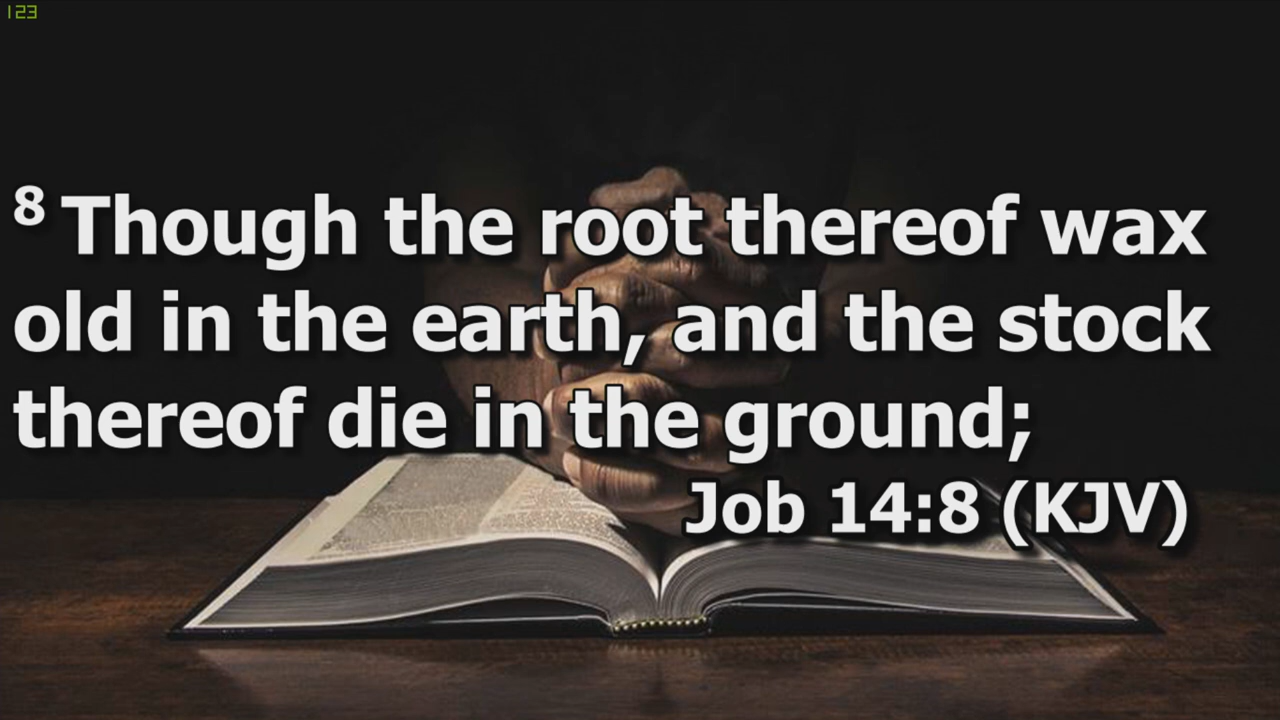 123
8 Though the root thereof wax
old in the earth, and the stock
thereof die in the ground;
Job 14:8 (KJV)